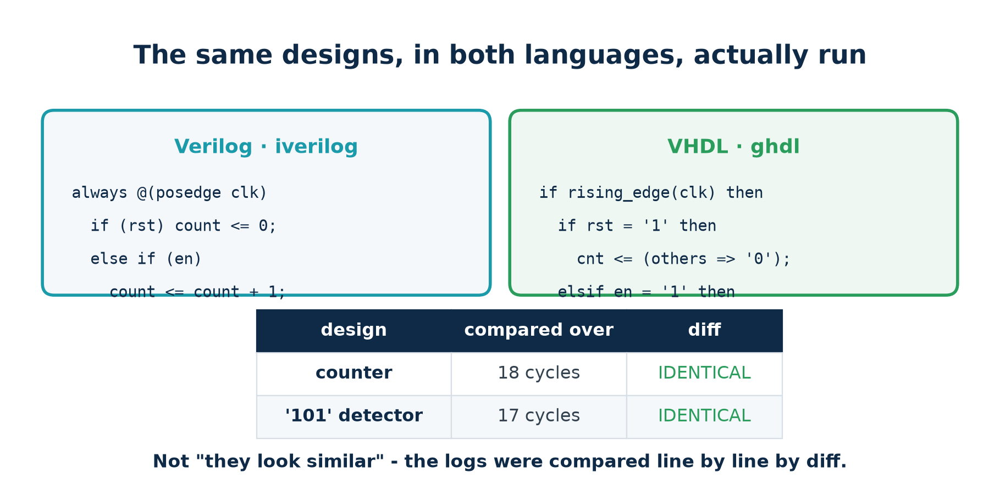 The same designs, in both languages, actually run
Verilog · iverilog
always @(posedge clk)
  if (rst) count <= 0;
  else if (en)
    count <= count + 1;
VHDL · ghdl
if rising_edge(clk) then
  if rst = '1' then
    cnt <= (others => '0');
  elsif en = '1' then
design compared over diff
counter 18 cycles IDENTICAL
'101' detector 17 cycles IDENTICAL
Not "they look similar" - the logs were compared line by line by diff.